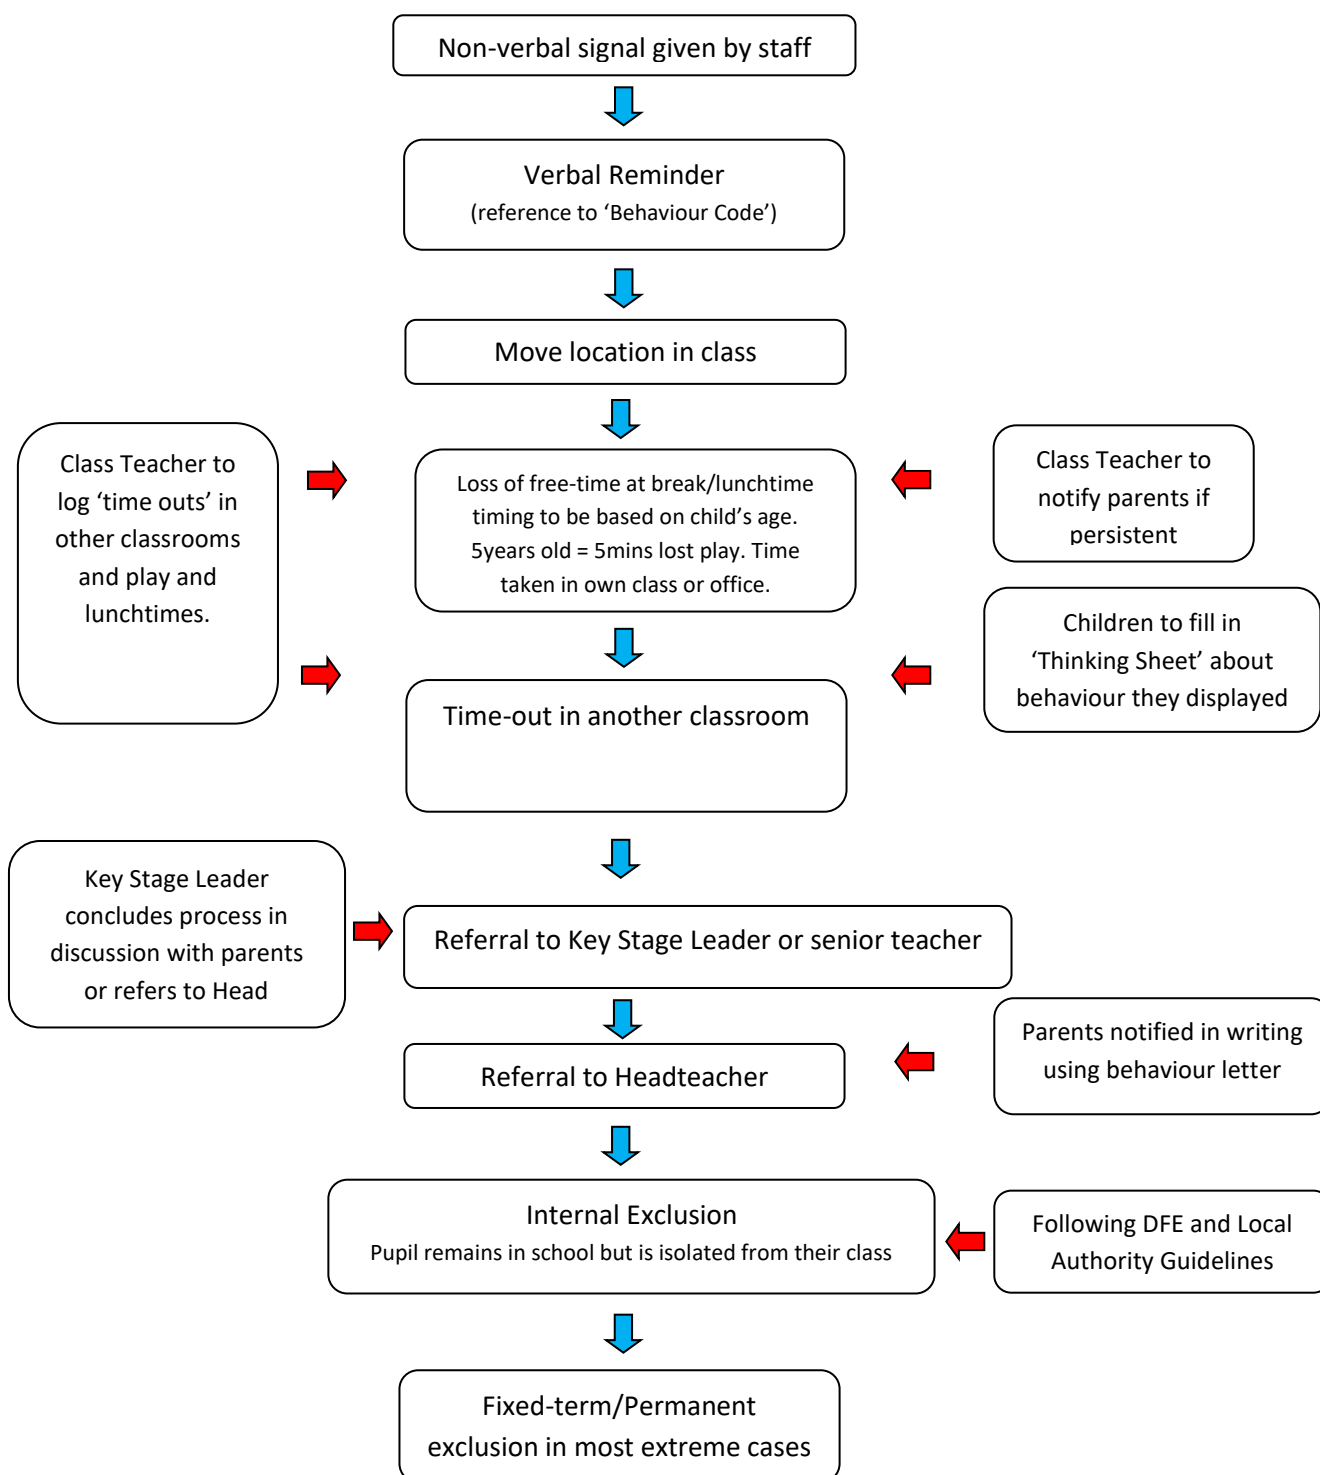 Non-verbal signal given by staff
Verbal Reminder
(reference to ‘Behaviour Code’)
Move location in class
Class Teacher to
log ‘time outs’ in
other classrooms
and play and
lunchtimes.
Loss of free-time at break/lunchtime
timing to be based on child’s age.
5years old = 5mins lost play. Time
taken in own class or office.
Class Teacher to
notify parents if
persistent
Children to fill in
‘Thinking Sheet’ about
behaviour they displayed
Time-out in another classroom
Key Stage Leader
concludes process in
discussion with parents
or refers to Head
Referral to Key Stage Leader or senior teacher
Referral to Headteacher
Parents notified in writing
using behaviour letter
Internal Exclusion
Pupil remains in school but is isolated from their class
Following DFE and Local
Authority Guidelines
Fixed-term/Permanent
exclusion in most extreme cases